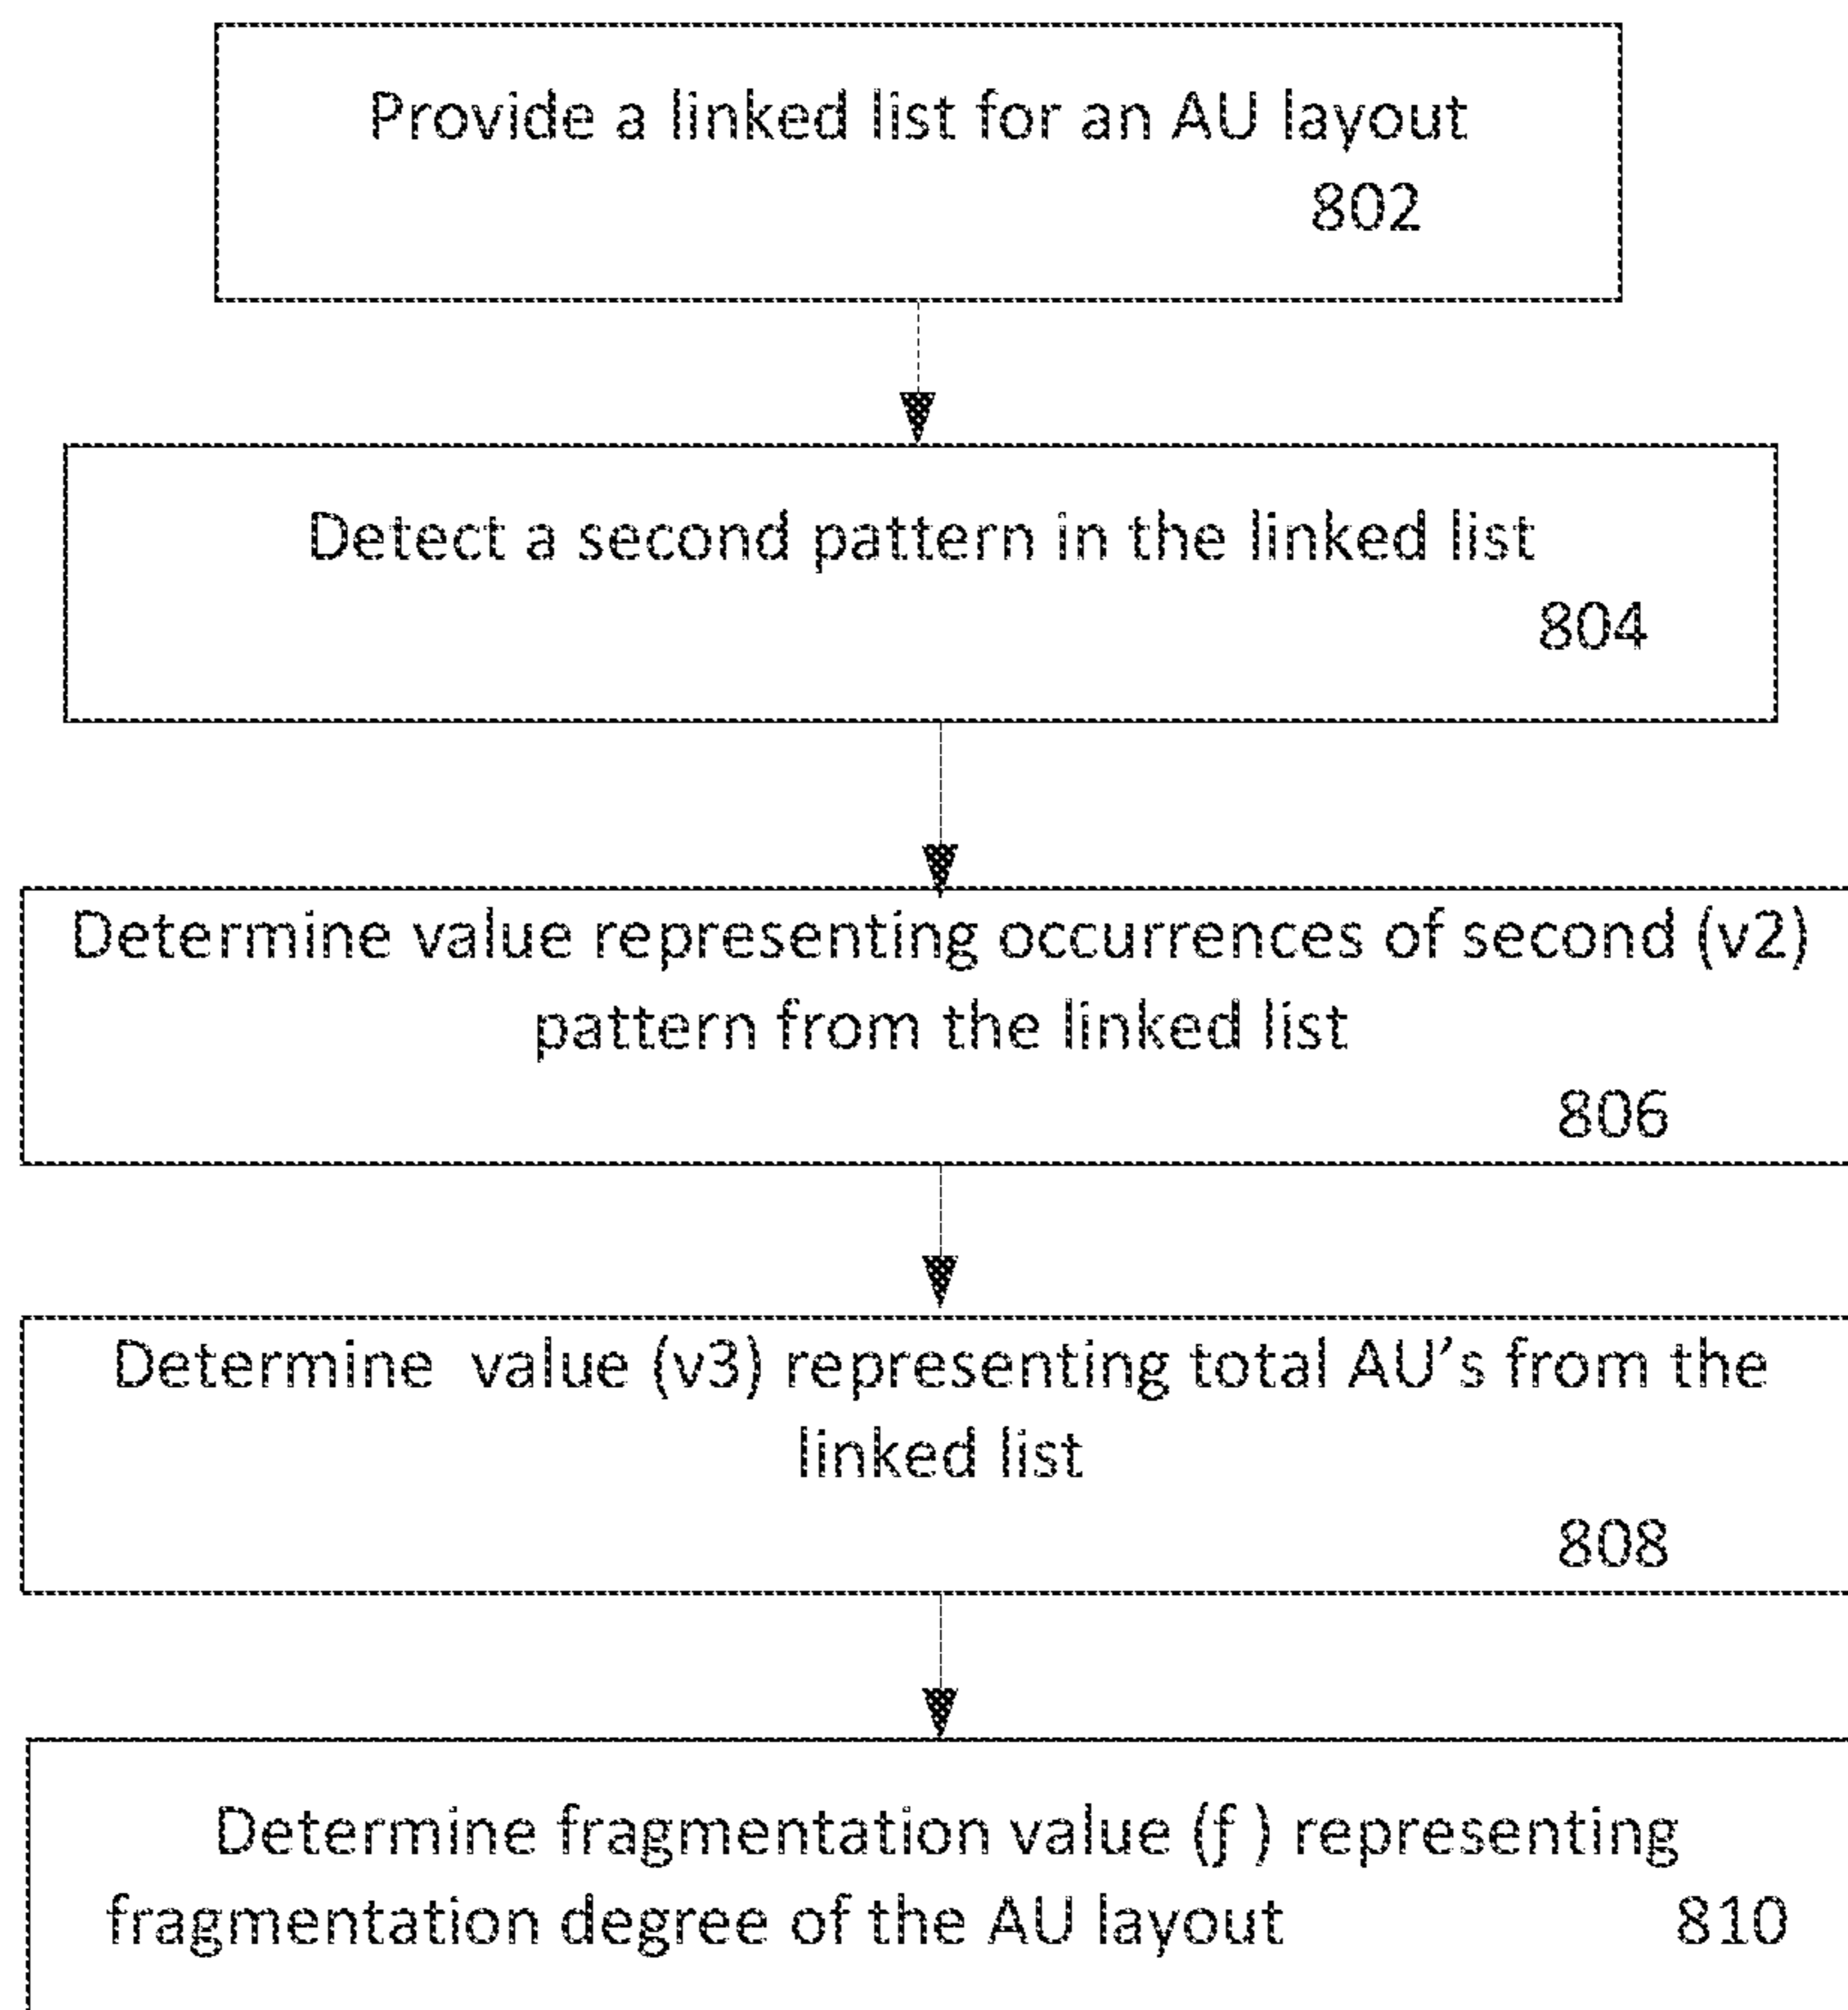 Provide a linked list for an AU layout
802
Detect a second pattern in the linked list
804
Determine value representing occurrences of second (v2)
pattern from the linked list
806
Determine value (v3) representing total AU's from the
linked list
808
Determine fragmentation value (ƒ ) representing
fragmentation degree of the AU layout 810